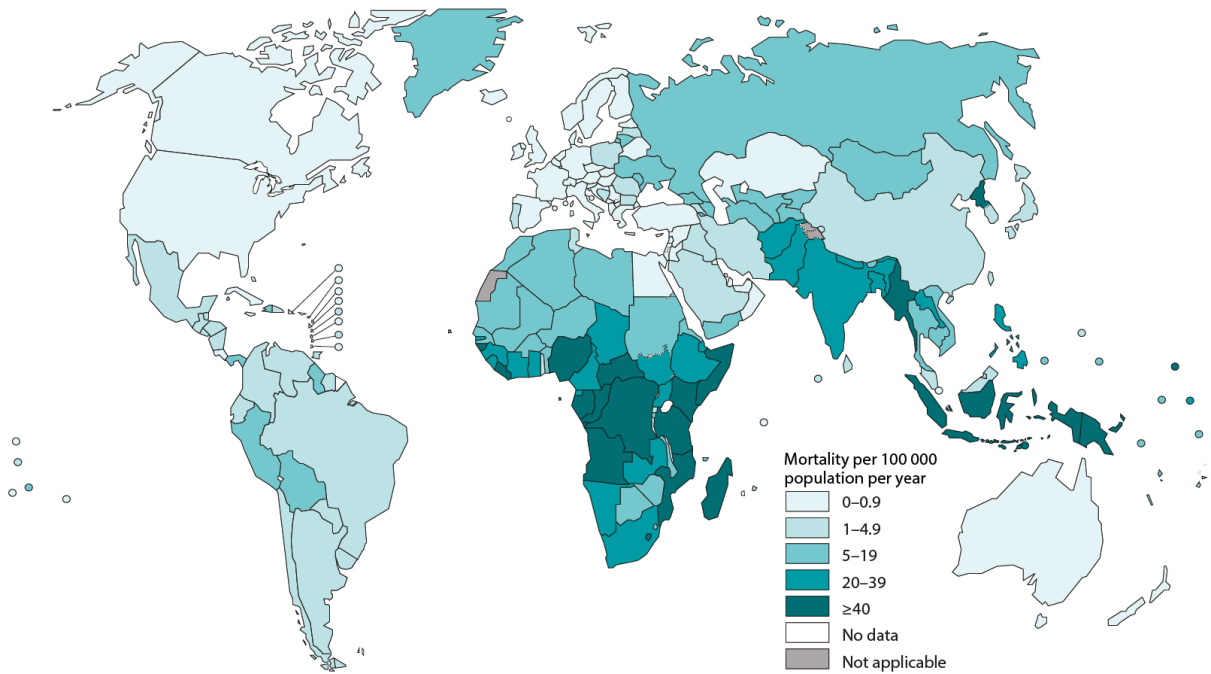 Mortality per 100 000
population per year
0–0.9
1–4.9
5–19
20–39
≥40
No data
Not applicable